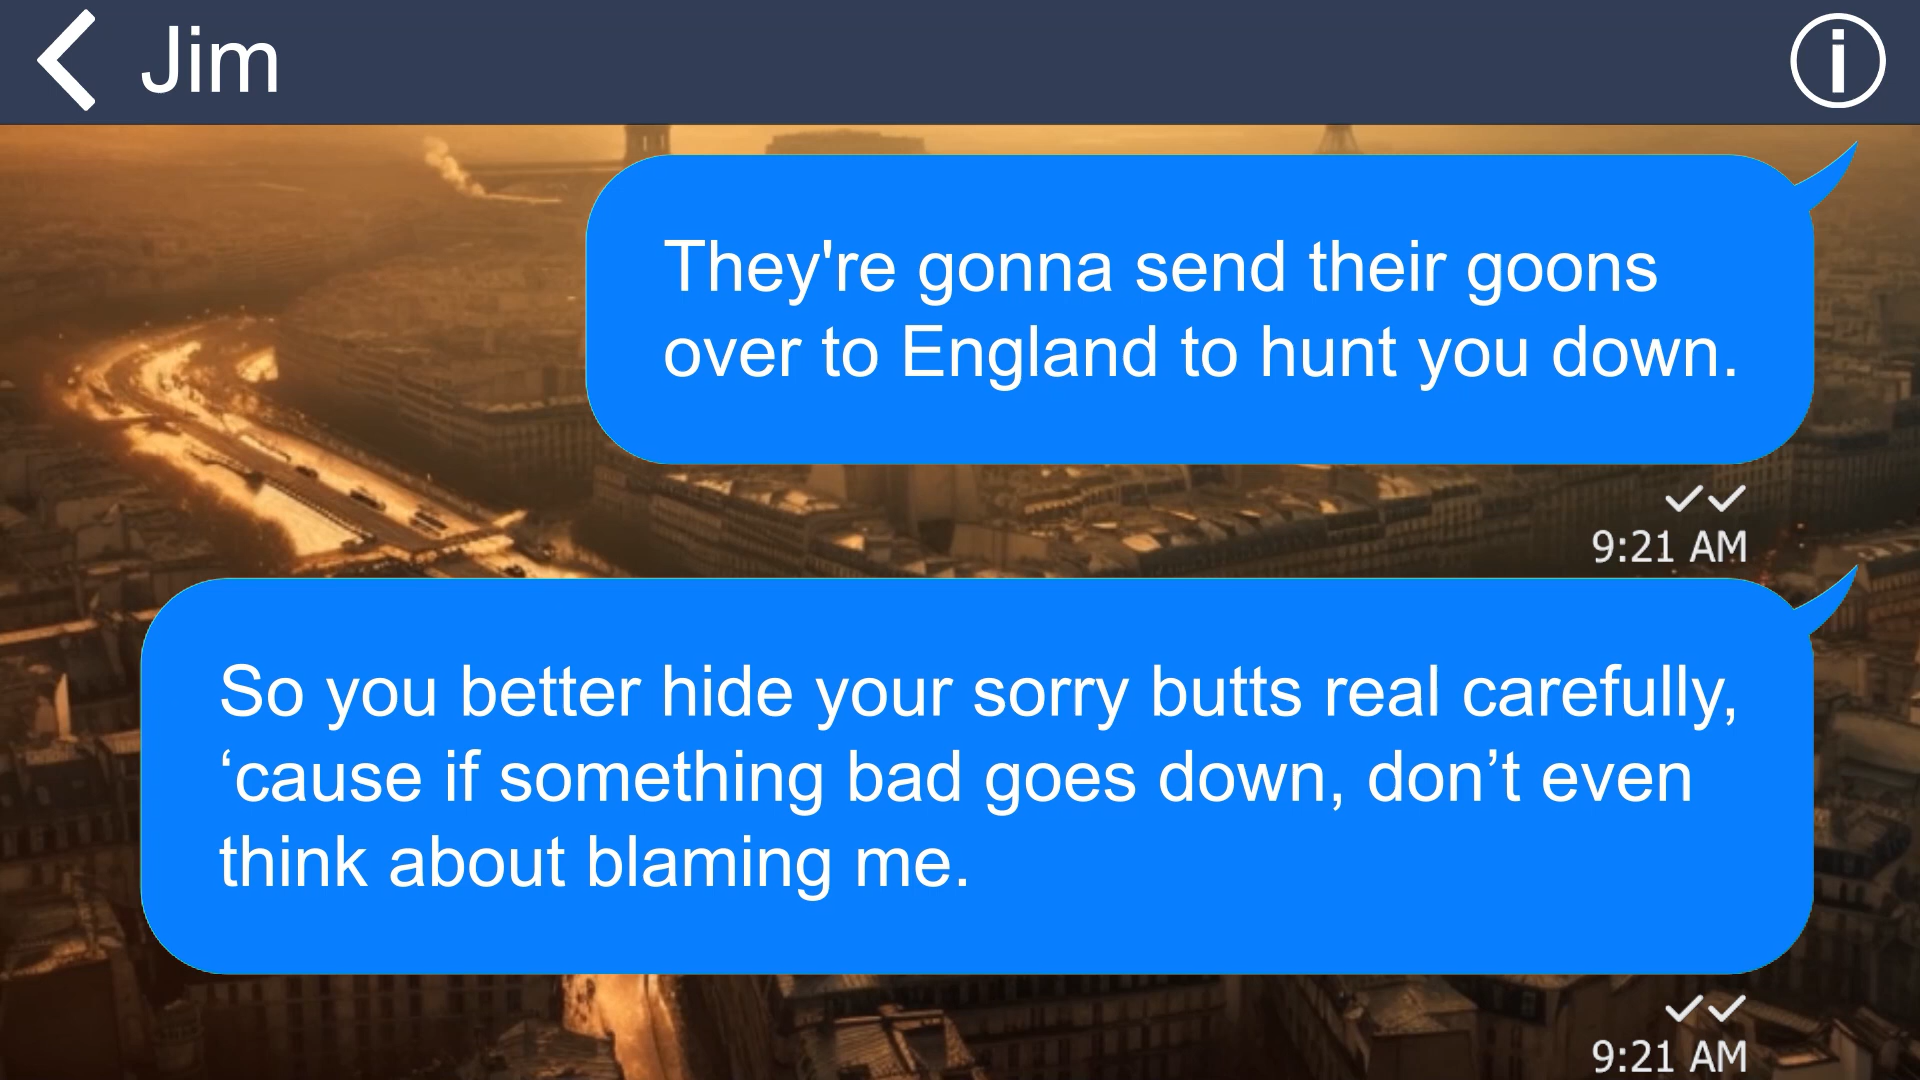 Jim
They're gonna send their goons
over to England to hunt you down.
9:21 AM
So you better hide your sorry butts real carefully,
‘cause if something bad goes down, don’t even
think about blaming me.
9:21 AM